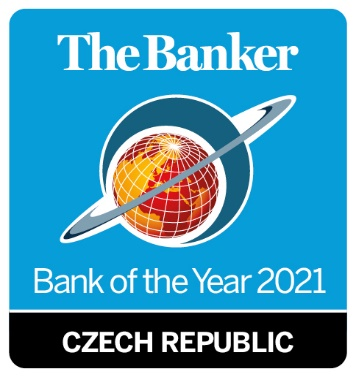 The Banker
Bank of the Year 2021
CZECH REPUBLIC